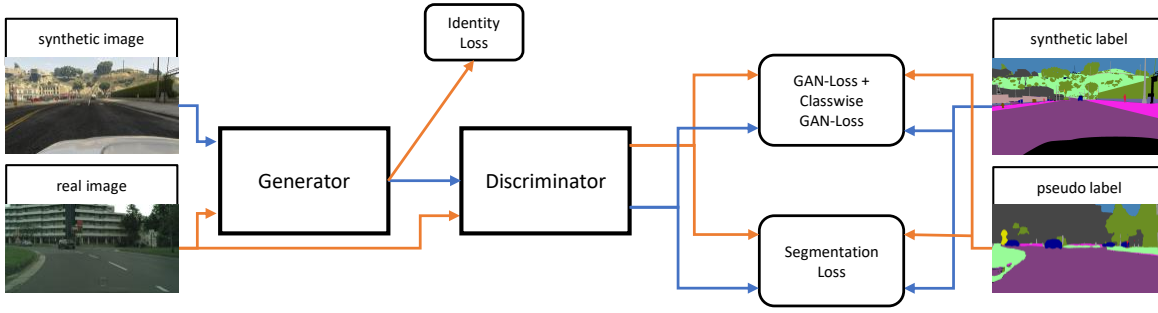 synthetic image
real image
Identity
Loss
Generator
Discriminator
GAN-Loss +
Classwise
GAN-Loss
Segmentation
Loss
synthetic label
pseudo label